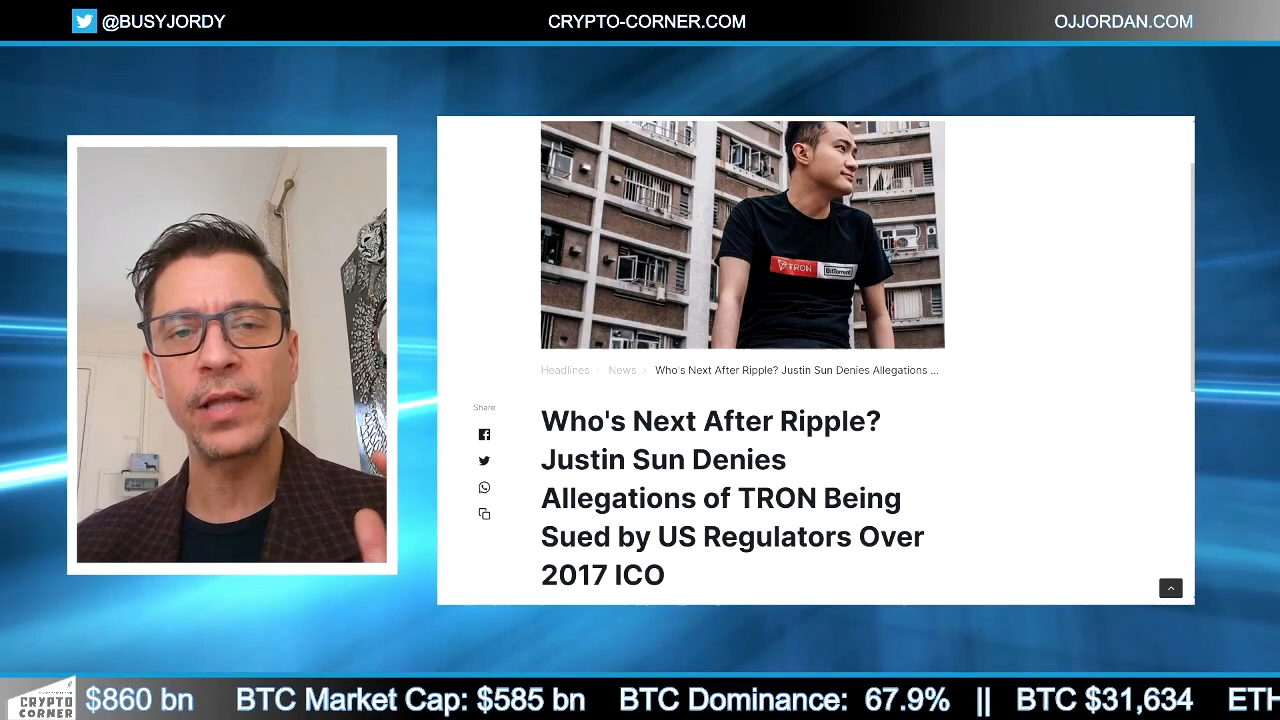 @BUSYJORDY
CRYPTO-CORNER.COM
OJJORDAN.COM
TRON
BitTorrent
Headlines
News
Who's Next After Ripple? Justin Sun Denies Allegations ...
Share
Who's Next After Ripple?
Justin Sun Denies
Allegations of TRON Being
Sued by US Regulators Over
2017 ICO
CRYPTO
CORNER
$860 bn BTC Market Cap: $585 bn BTC Dominance: 67.9% || BTC $31,634 ETH